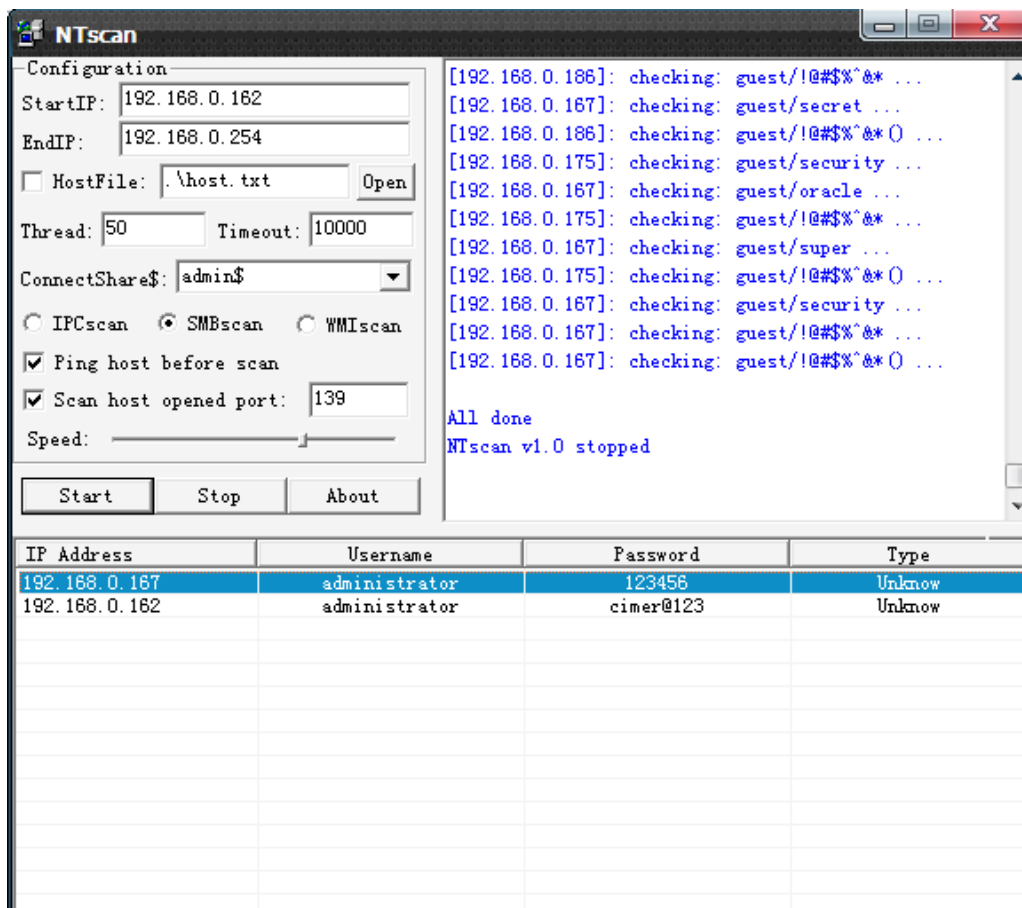 NTscan
Configuration
StartIP: 192.168.0.162
EndIP: 192.168.0.254
HostFile: .\host.txt Open
Thread: 50 Timeout: 10000
ConnectShare$: admin$
IPCscan SMBscan WMIscan
Ping host before scan
Scan host opened port: 139
Speed:
Start Stop About
[192.168.0.186]: checking: guest/!@#$%^&* ...
[192.168.0.167]: checking: guest/secret ...
[192.168.0.186]: checking: guest/!@#$%^&*() ...
[192.168.0.175]: checking: guest/security ...
[192.168.0.167]: checking: guest/oracle ...
[192.168.0.175]: checking: guest/!@#$%^&* ...
[192.168.0.167]: checking: guest/super ...
[192.168.0.175]: checking: guest/!@#$%^&*() ...
[192.168.0.167]: checking: guest/security ...
[192.168.0.167]: checking: guest/!@#$%^&* ...
[192.168.0.167]: checking: guest/!@#$%^&*() ...
All done
NTscan v1.0 stopped
IP Address Username Password Type
192.168.0.167 administrator 123456 Unknow
192.168.0.162 administrator cimer@123 Unknow